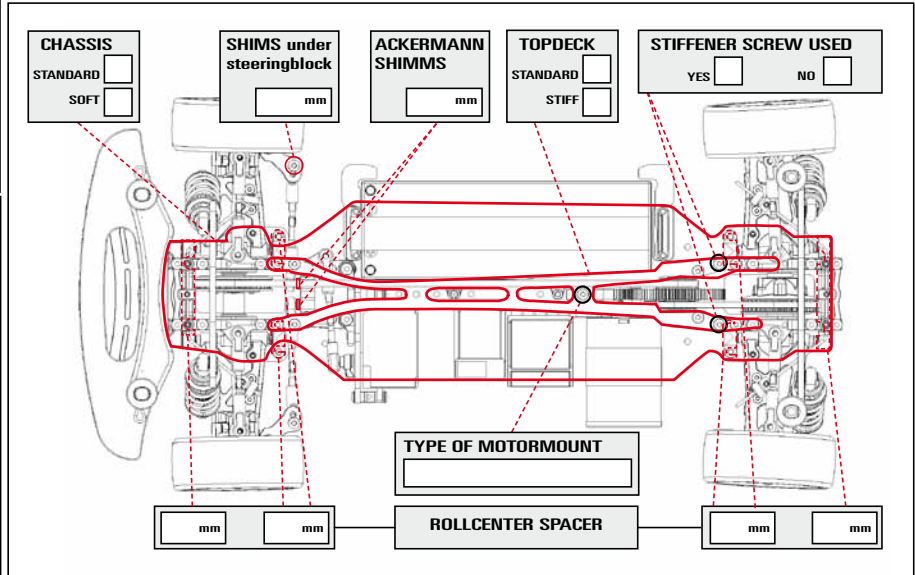 CHASSIS
STANDARD
SOFT
SHIMS under
steeringblock
mm
ACKERMANN
SHIMMS
mm
TOPDECK
STANDARD
STIFF
STIFFENER SCREW USED
YES
NO
TYPE OF MOTORMOUNT
mm
mm
ROLLCENTER SPACER
mm
mm